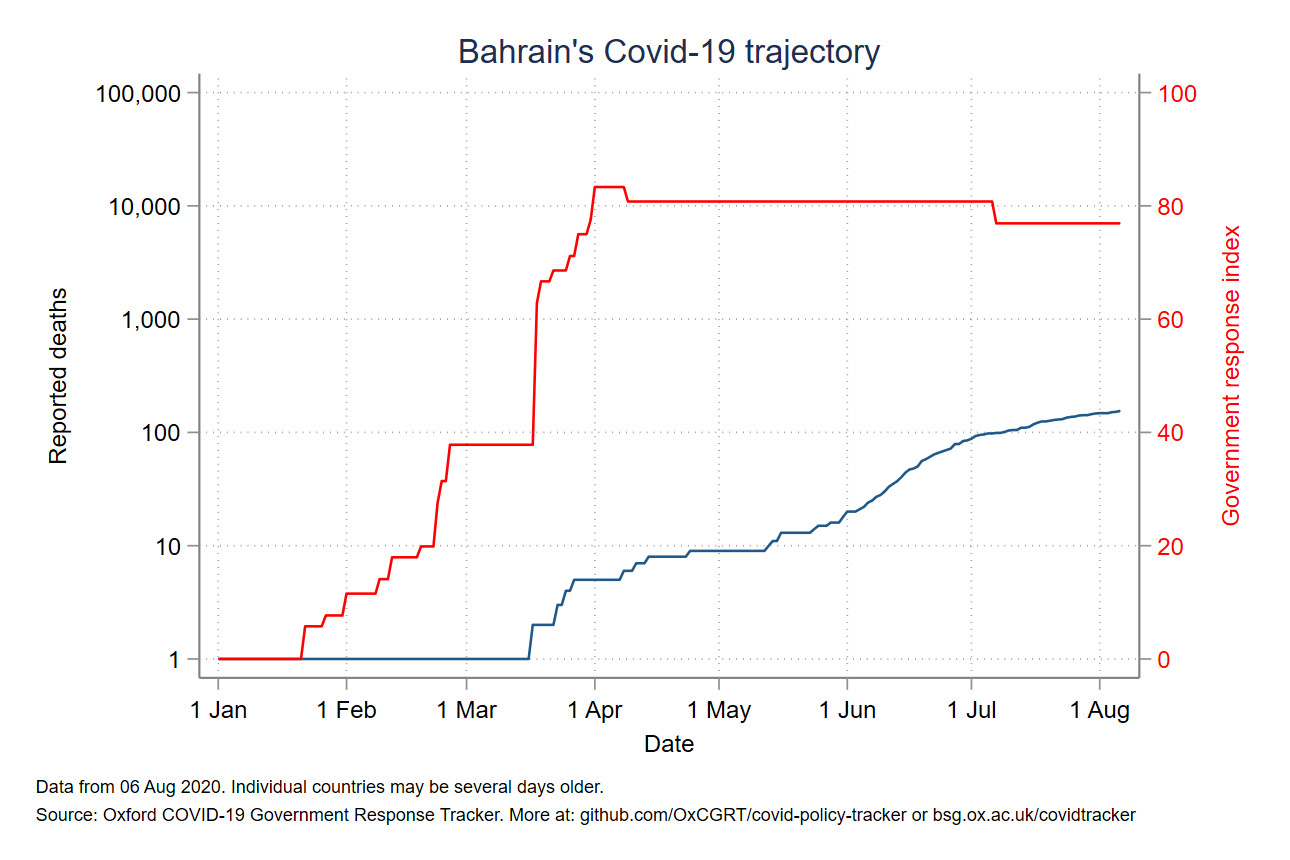 Bahrain's Covid-19 trajectory
100,000
10,000
1,000
100
10
1
Reported deaths
100
80
60
40
20
0
Government response index
1 Jan 1 Feb 1 Mar 1 Apr 1 May 1 Jun 1 Jul 1 Aug
Date
Data from 06 Aug 2020. Individual countries may be several days older.
Source: Oxford COVID-19 Government Response Tracker. More at: github.com/OxCGRT/covid-policy-tracker or bsg.ox.ac.uk/covidtracker